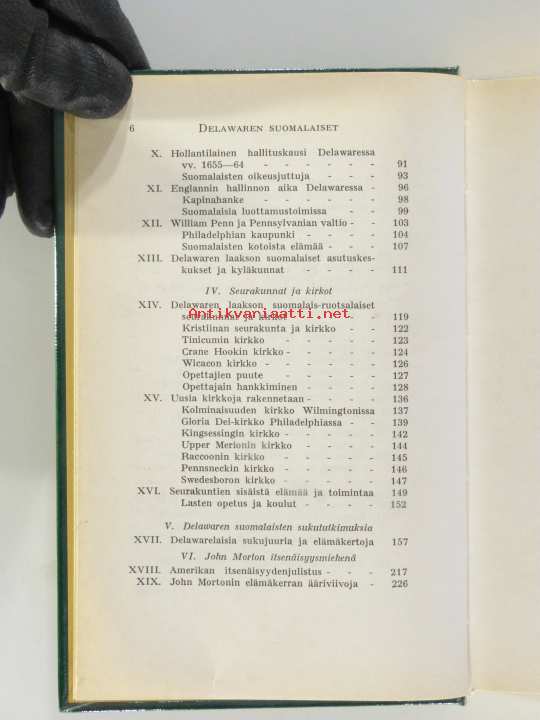 6 DELAWAREN SUOMALAISET
X. Hollantilainen hallituskausi Delawaressa
vv. 1655—64 - - - - - - 91
Suomalaisten oikeusjuttuja - - - 93
XI. Englannin hallinnon aika Delawaressa - 96
Kapinahanke - - - - - - 98
Suomalaisia luottamustoimissa - - 99
XII. William Penn ja Pennsylvanian valtio - - 103
Philadelphian kaupunki - - - - 104
Suomalaisten kotoista elämää - - - 107
XIII. Delawaren laakson suomalaiset asutuskes-
kukset ja kyläkunnat - - - - 111
IV. Seurakunnat ja kirkot
XIV. Delawaren laakson suomalais-ruotsalaiset
seurakunnat ja kirkot - - - 119
Antikvariaatti.net
Kristiinan seurakunta ja kirkko - - 122
Tinicumin kirkko - - - - 123
Crane Hookin kirkko - - - - 124
Wicacon kirkko - - - - - 126
Opettajien puute - - - - - 127
Opettajain hankkiminen - - - - 128
XV. Uusia kirkkoja rakennetaan - - - - 136
Kolminaisuuden kirkko Wilmingtonissa 137
Gloria Dei-kirkko Philadelphiassa - - 139
Kingsessingin kirkko - - - - - 142
Upper Merionin kirkko - - - - 144
Raccoonin kirkko - - - - 145
Pennsneckin kirkko - - - - 146
Swedesboron kirkko - - - - - 147
XVI. Seurakuntien sisäistä elämää ja toimintaa 149
Lasten opetus ja koulut - - - - 152
V. Delawaren suomalaisten sukututkimuksia
XVII. Delawarelaisia sukujuuria ja elämäkertoja 157
VI. John Morton itsenäisyysmiehenä
XVIII. Amerikan itsenäisyydenjulistus - - - 217
XIX. John Mortonin elämäkerran ääriviivoja - 226